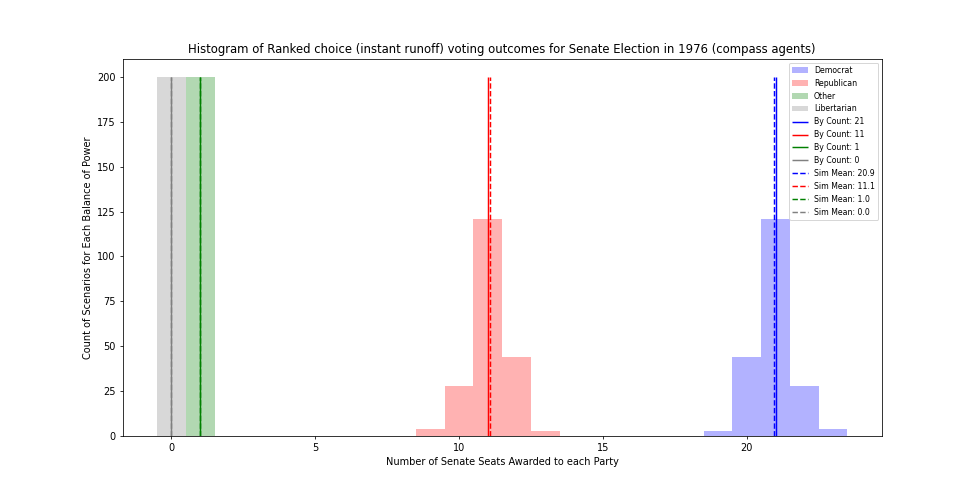 Histogram of Ranked choice (instant runoff) voting outcomes for Senate Election in 1976 (compass agents)
Count of Scenarios for Each Balance of Power
200
175
150
125
100
75
50
25
0
Democrat
Republican
Other
Libertarian
By Count: 21
By Count: 11
By Count: 1
By Count: 0
Sim Mean: 20.9
Sim Mean: 11.1
Sim Mean: 1.0
Sim Mean: 0.0
0 5 10 15 20
Number of Senate Seats Awarded to each Party